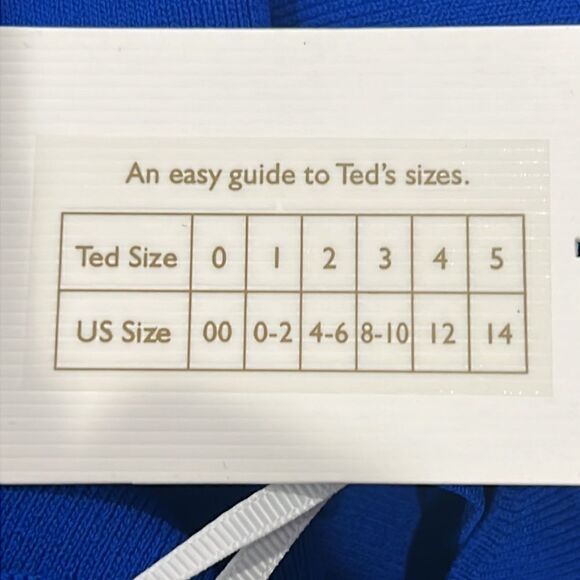 An easy guide to Ted's sizes.
Ted Size 0 1 2 3 4 5
US Size 00 0-2 4-6 8-10 12 14